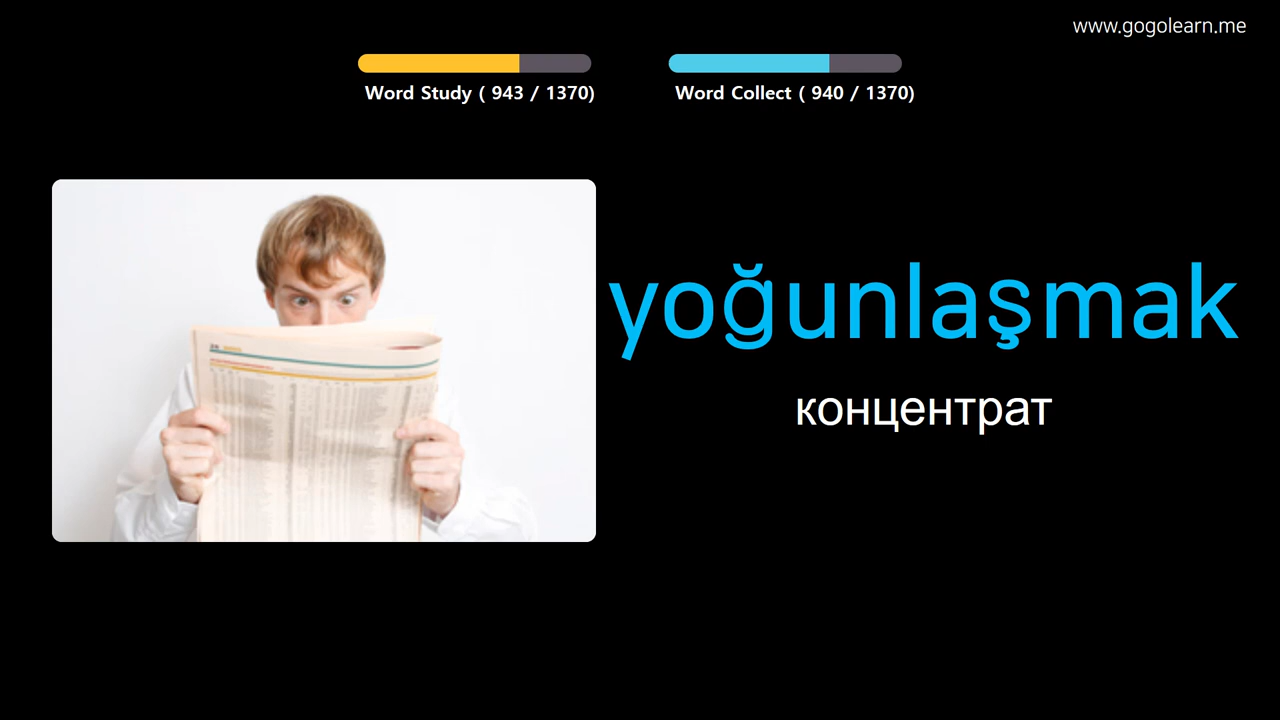 www.gogolearn.me
Word Study ( 943 / 1370)
Word Collect ( 940 / 1370)
yoğunlaşmak
концентрат